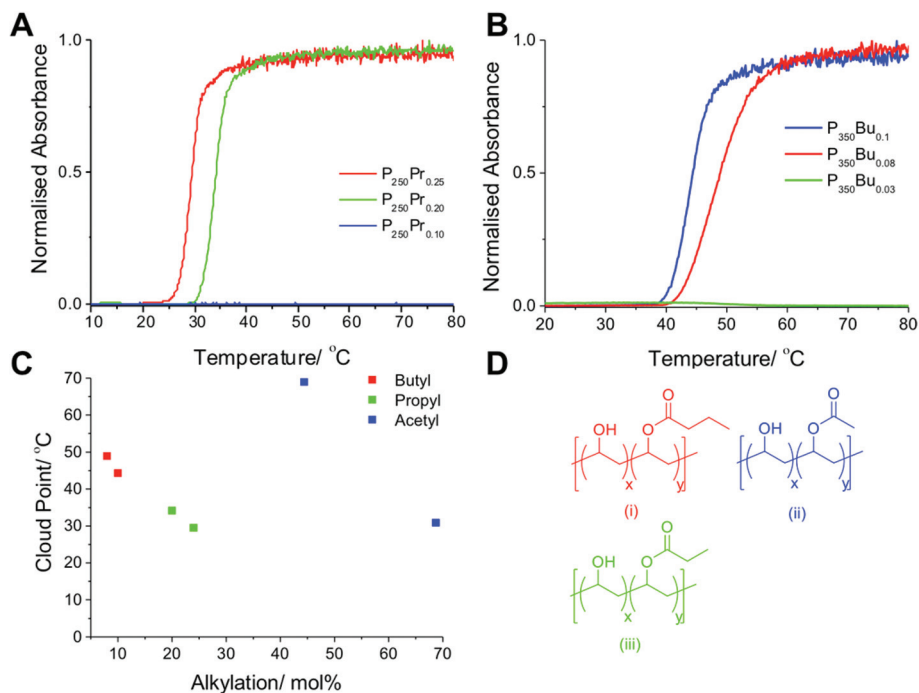 A
Normalised Absorbance
1.0
0.5
0.0
P₂₅₀Pr₀.₂₅
P₂₅₀Pr₀.₂₀
P₂₅₀Pr₀.₁₀
10 20 30 40 50 60 70 80
Temperature/ °C
B
Normalised Absorbance
1.0
0.5
0.0
P₃₅₀Bu₀.₁
P₃₅₀Bu₀.₀₈
P₃₅₀Bu₀.₀₃
20 30 40 50 60 70 80
Temperature/ °C
C
Cloud Point/ °C
70
60
50
40
30
20
10
0
Butyl
Propyl
Acetyl
10 20 30 40 50 60 70
Alkylation/ mol%
D
O
OH O
x y
(i)
O
OH O
x y
(ii)
O
OH O
x y
(iii)